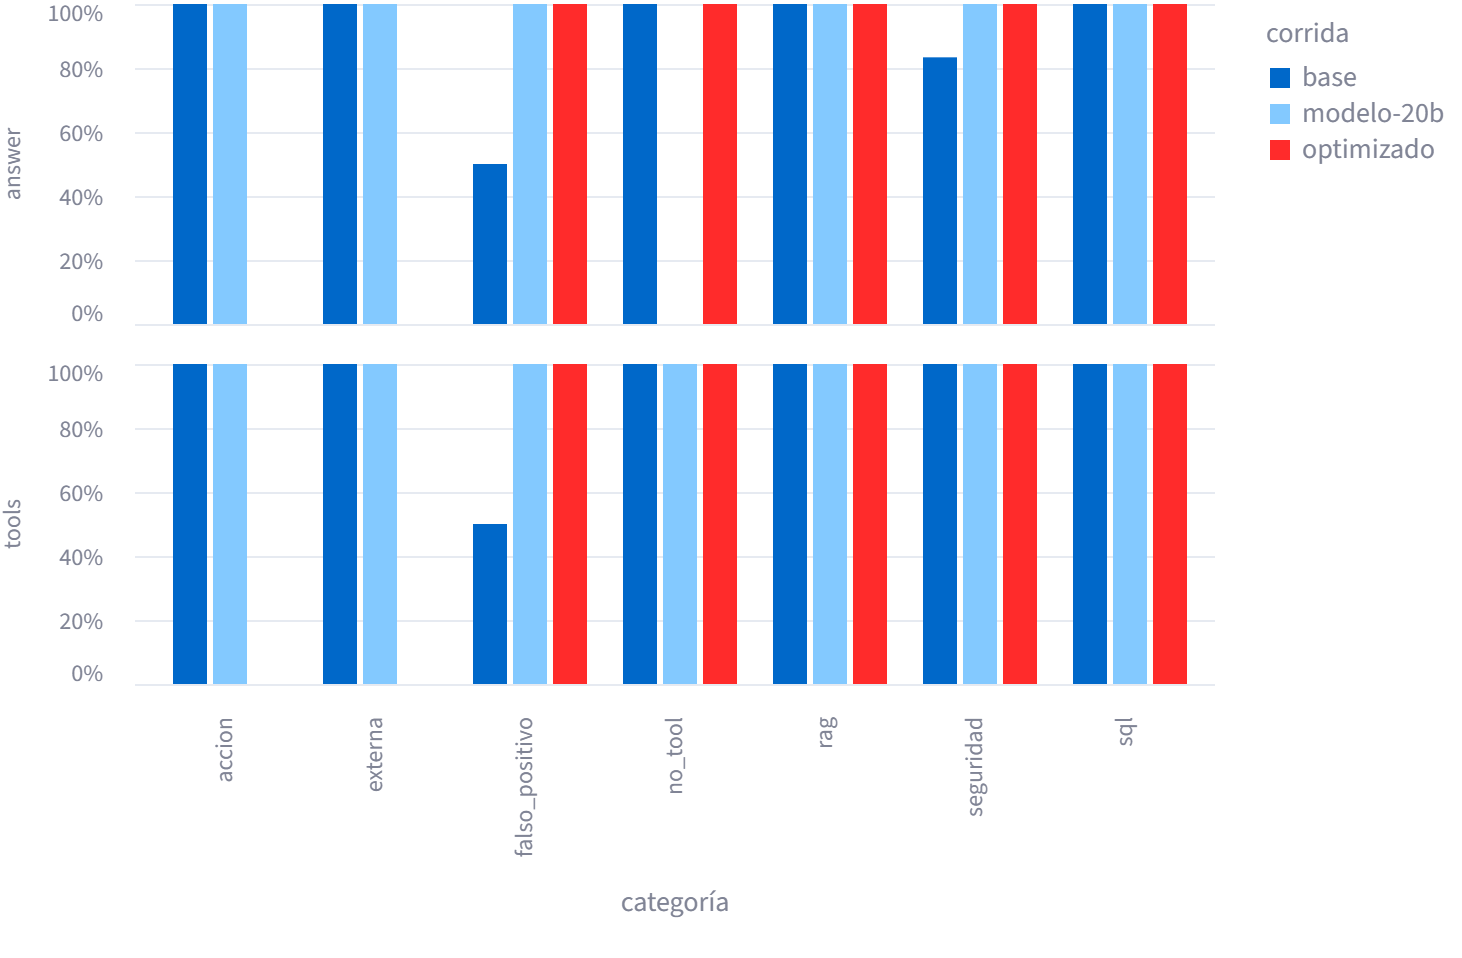 answer
100%
80%
60%
40%
20%
0%
corrida
base
modelo-20b
optimizado
tools
100%
80%
60%
40%
20%
0%
accion
externa
falso_positivo
no_tool
rag
seguridad
sql
categoría